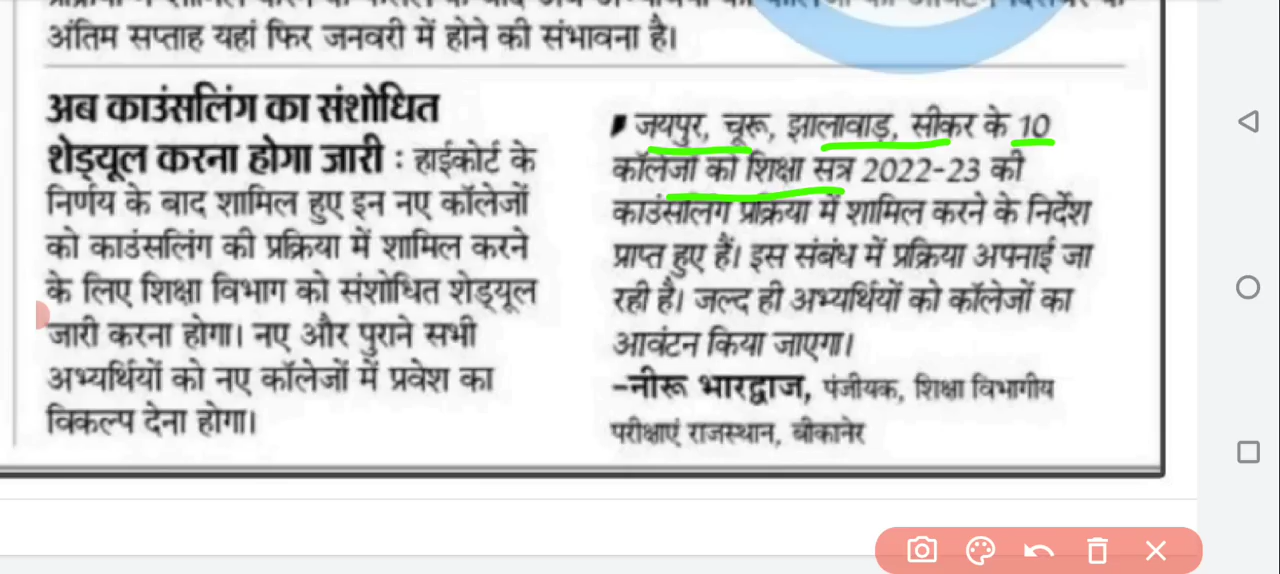 अंतिम सप्ताह यहां फिर जनवरी में होने की संभावना है।
अब काउंसलिंग का संशोधित
शेड्यूल करना होगा जारी : हाईकोर्ट के
निर्णय के बाद शामिल हुए इन नए कॉलेजों
को काउंसलिंग की प्रक्रिया में शामिल करने
के लिए शिक्षा विभाग को संशोधित शेड्यूल
जारी करना होगा। नए और पुराने सभी
अभ्यर्थियों को नए कॉलेजों में प्रवेश का
विकल्प देना होगा।
जयपुर, चूरू, झालावाड़, सीकर के 10
कॉलेजों को शिक्षा सत्र 2022-23 की
काउंसलिंग प्रक्रिया में शामिल करने के निर्देश
प्राप्त हुए हैं। इस संबंध में प्रक्रिया अपनाई जा
रही है। जल्द ही अभ्यर्थियों को कॉलेजों का
आवंटन किया जाएगा।
-नीरू भारद्वाज, पंजीयक, शिक्षा विभागीय
परीक्षाएं राजस्थान, बीकानेर